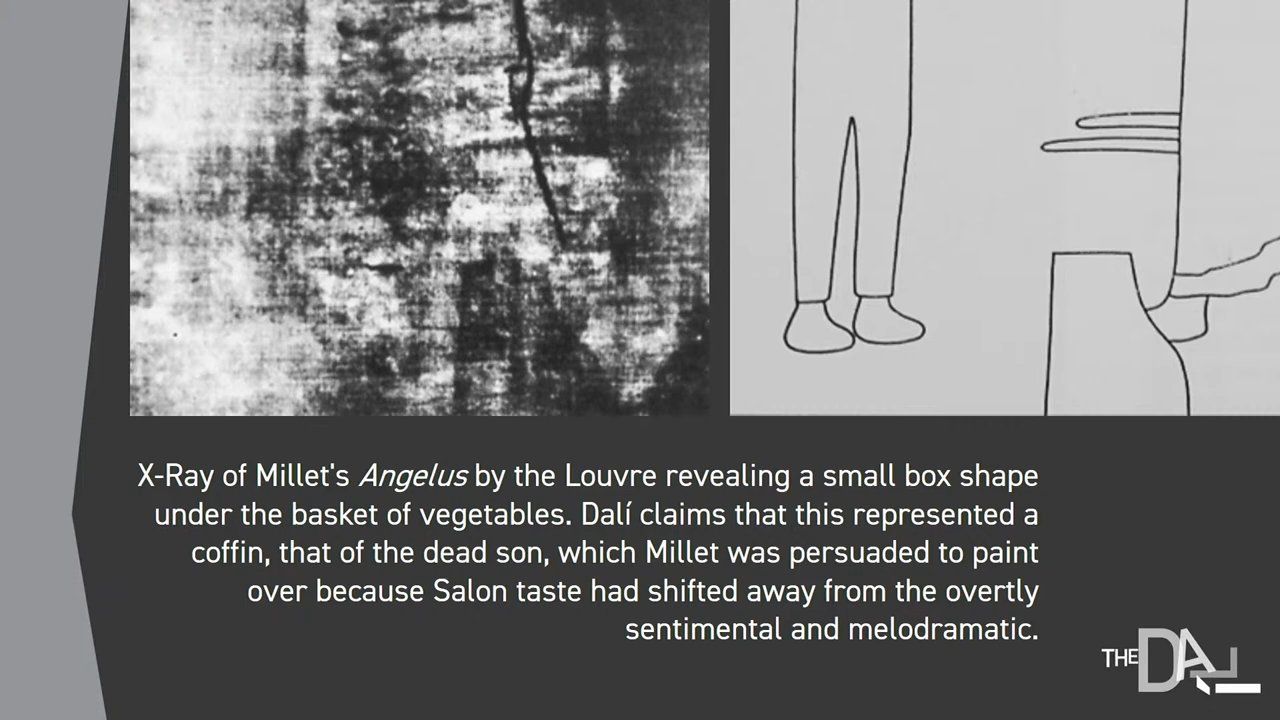 X-Ray of Millet's Angelus by the Louvre revealing a small box shape
under the basket of vegetables. Dalí claims that this represented a
coffin, that of the dead son, which Millet was persuaded to paint
over because Salon taste had shifted away from the overtly
sentimental and melodramatic.
THE DALÍ